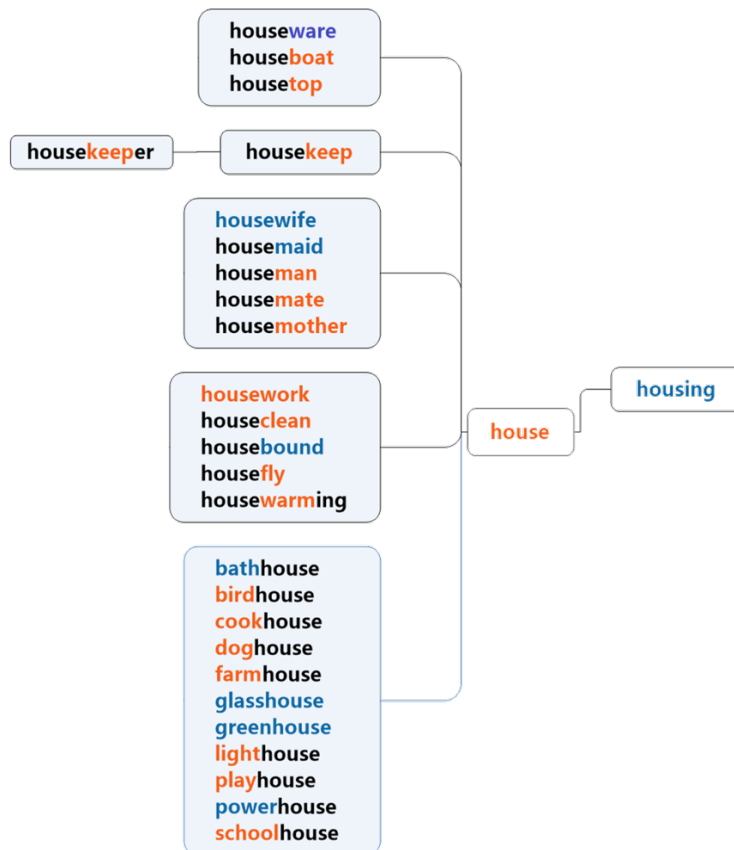 houseware
houseboat
housetop
housekeeper
housekeep
housewife
housemaid
houseman
housemate
housemother
housework
houseclean
housebound
housefly
housewarming
house
housing
bathhouse
birdhouse
cookhouse
doghouse
farmhouse
glasshouse
greenhouse
lighthouse
playhouse
powerhouse
schoolhouse